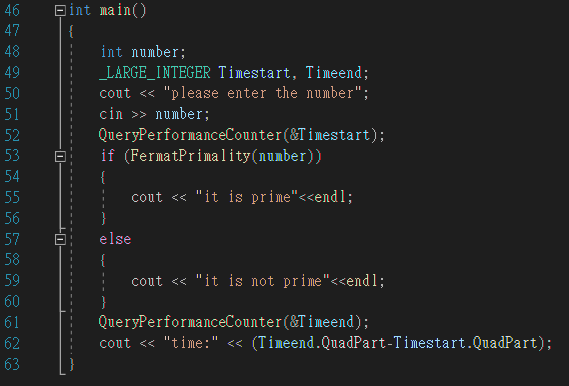 46 int main()
47 {
48 int number;
49 _LARGE_INTEGER Timestart, Timeend;
50 cout << "please enter the number";
51 cin >> number;
52 QueryPerformanceCounter(&Timestart);
53 if (FermatPrimality(number))
54 {
55 cout << "it is prime"<<endl;
56 }
57 else
58 {
59 cout << "it is not prime"<<endl;
60 }
61 QueryPerformanceCounter(&Timeend);
62 cout << "time:" << (Timeend.QuadPart-Timestart.QuadPart);
63 }